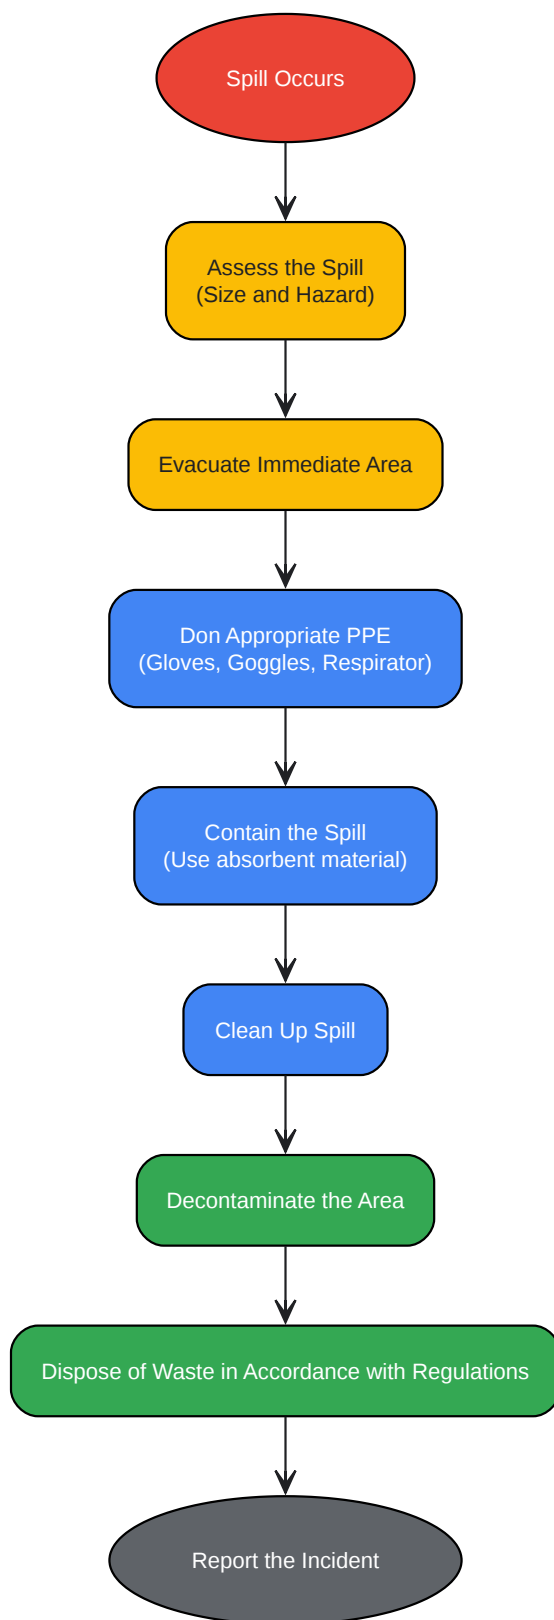 Spill Occurs
Assess the Spill
(Size and Hazard)
Evacuate Immediate Area
Don Appropriate PPE
(Gloves, Goggles, Respirator)
Contain the Spill
(Use absorbent material)
Clean Up Spill
Decontaminate the Area
Dispose of Waste in Accordance with Regulations
Report the Incident